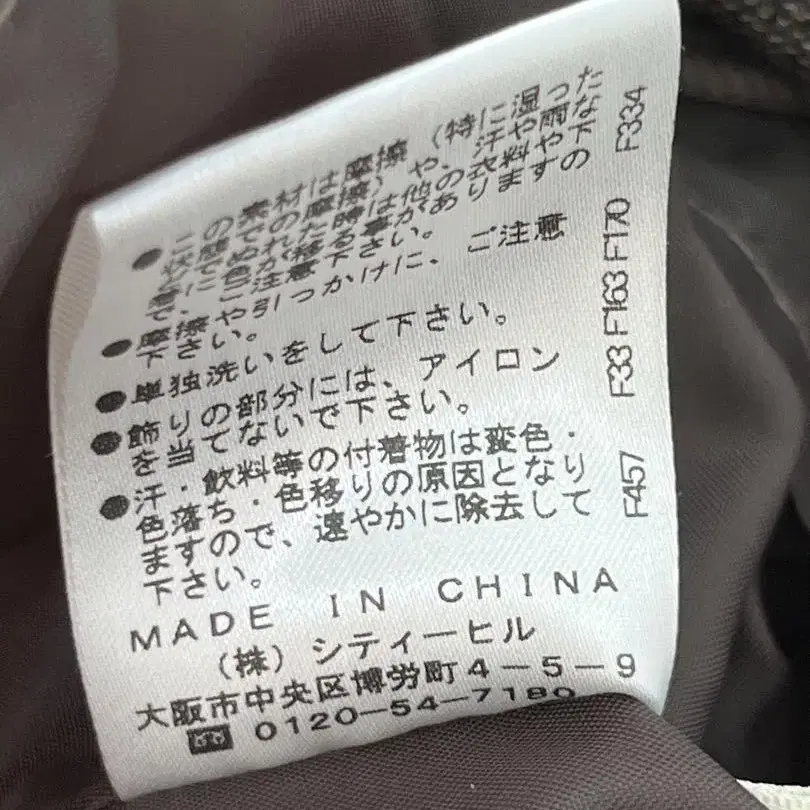 ●この素材は摩擦(特に湿った
状態での摩擦)や、汗や雨な
どでぬれた時は他の衣料や下
着に色が移る事がありますの
で、ご注意下さい。
●摩擦や引っかけに、ご注意
下さい。
●単独洗いをして下さい。
●飾りの部分には、アイロン
を当てないで下さい。
●汗・飲料等の付着物は変色・
色落ち・色移りの原因となり
ますので、速やかに除去して
下さい。
MADE IN CHINA
(株)シティーヒル
大阪市中央区博労町4-5-9
0120-54-7180
F334
F33 F163 F170
F457